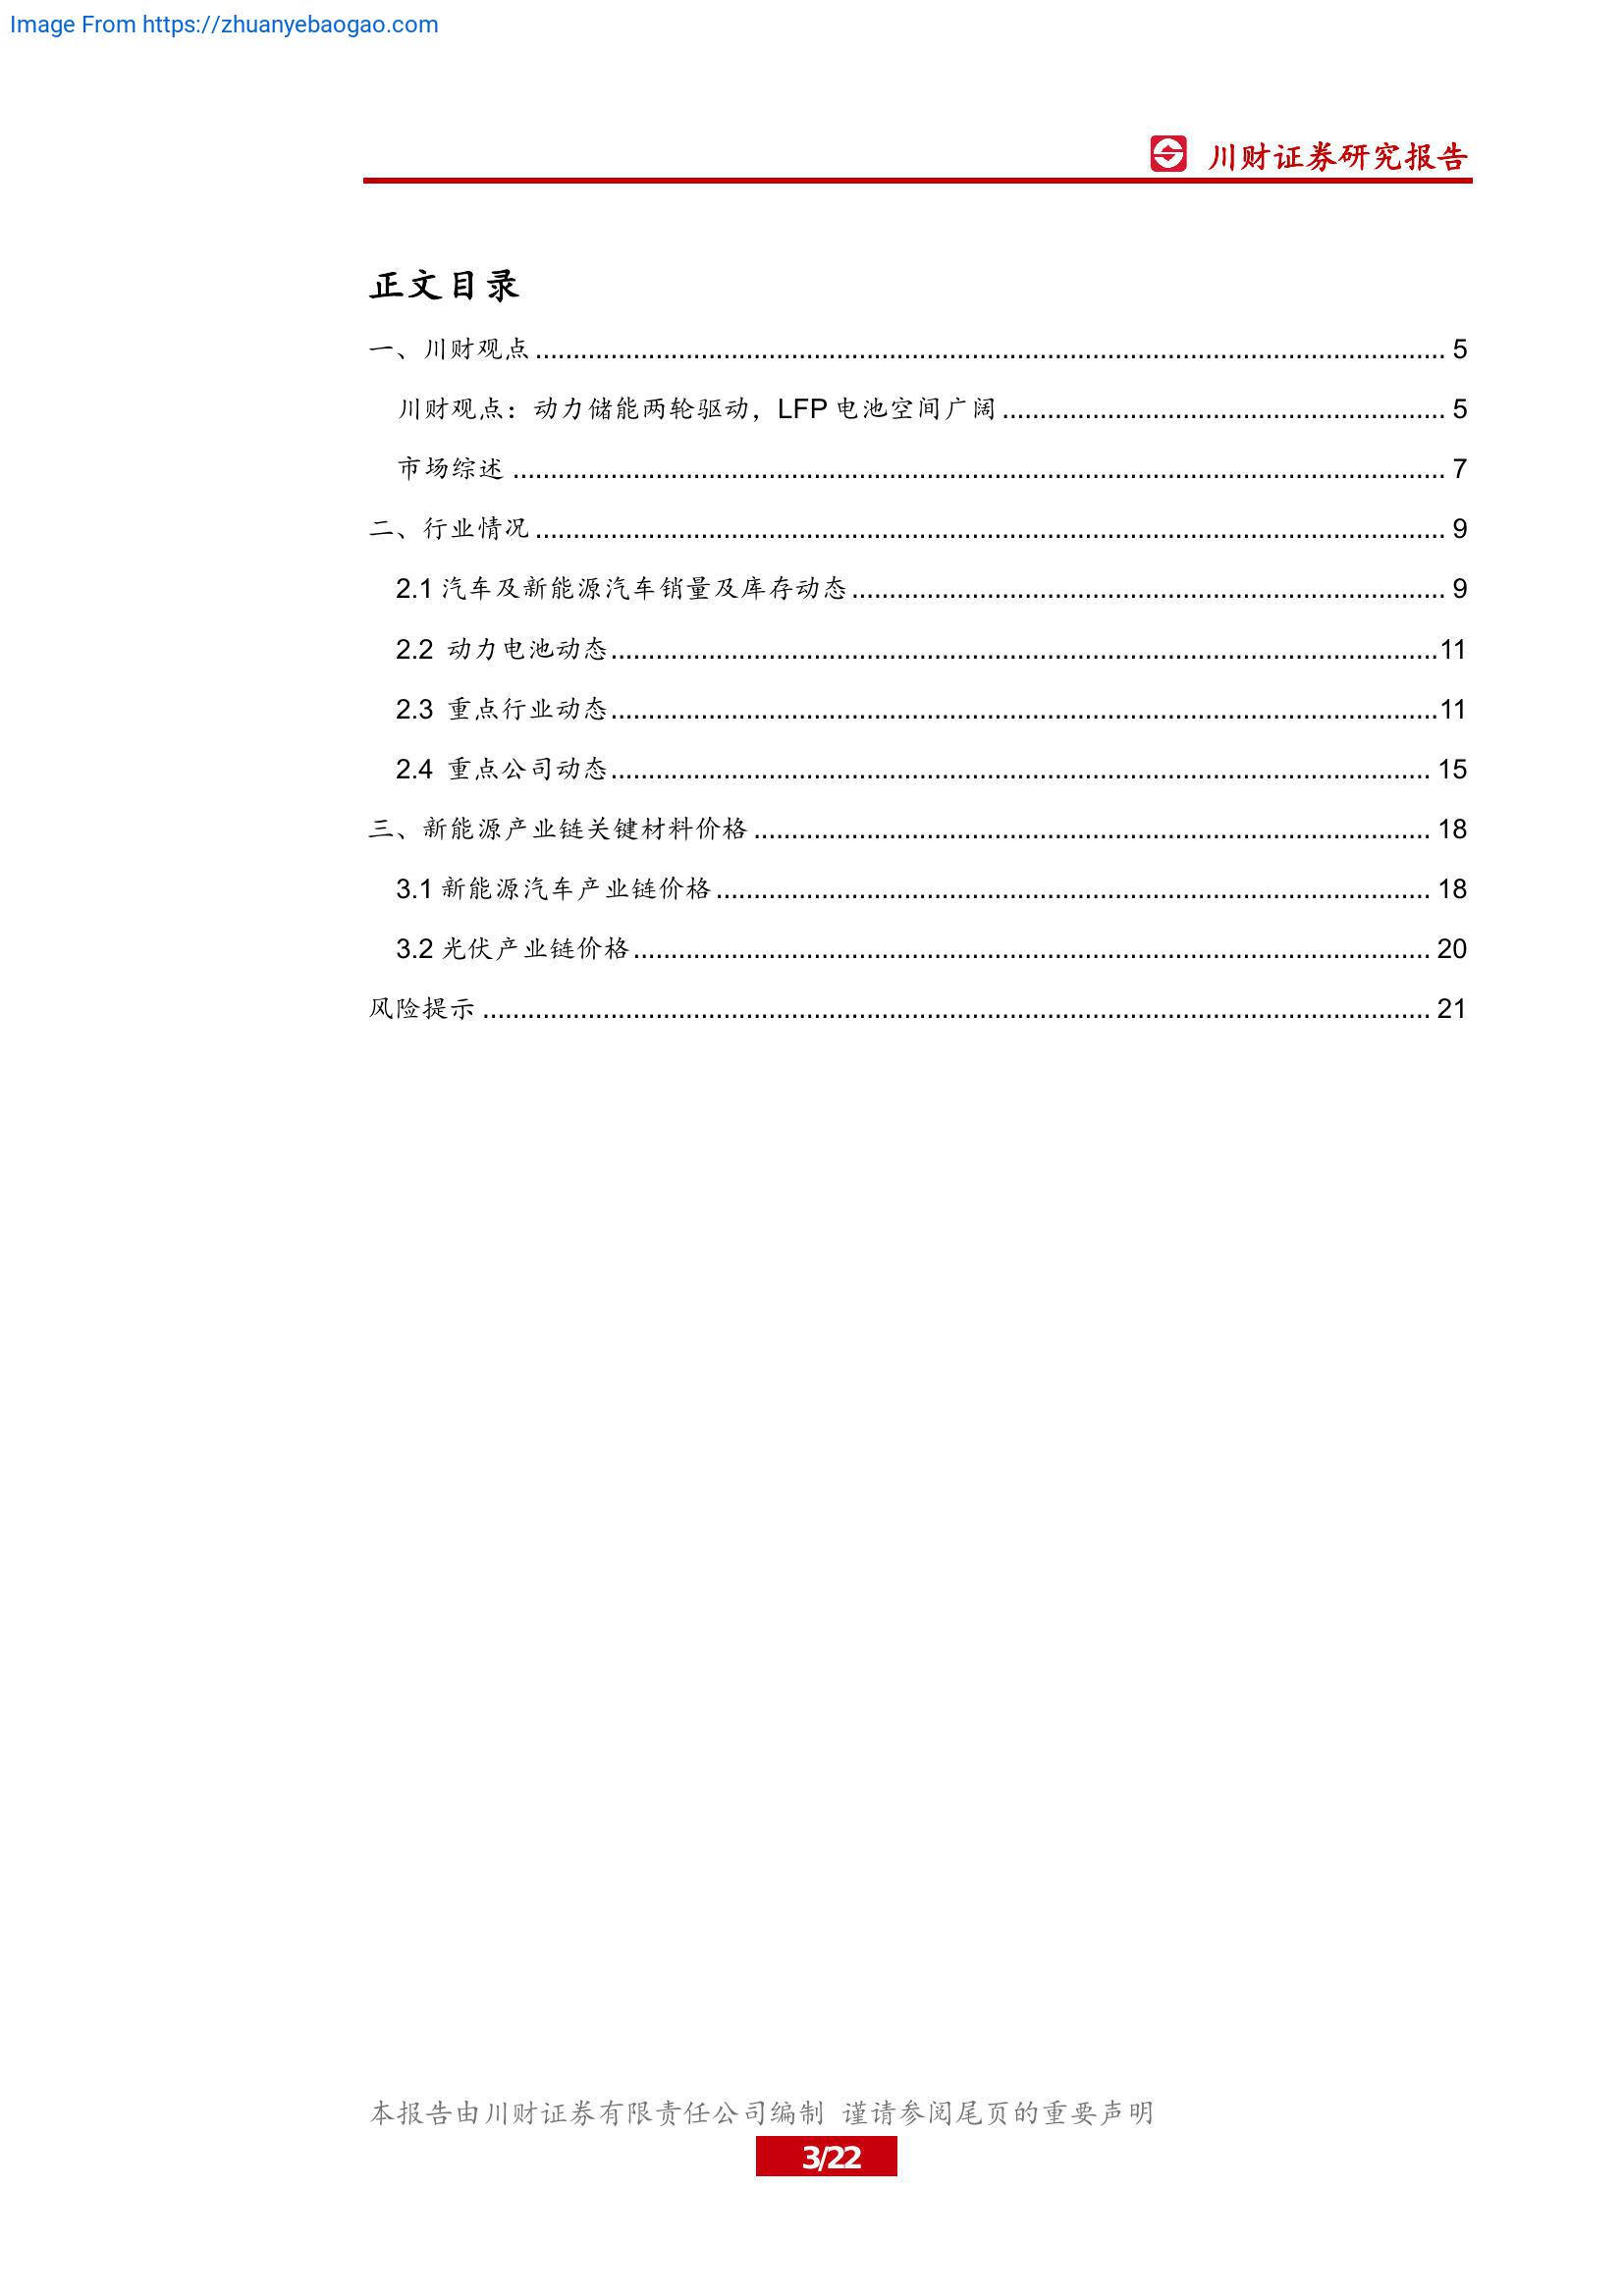 Image From https://zhuanyebaogao.com
川财证券研究报告
正文目录
一、川财观点 ........................................ 5
川财观点：动力储能两轮驱动，LFP 电池空间广阔 ........................................ 5
市场综述 ........................................ 7
二、行业情况 ........................................ 9
2.1 汽车及新能源汽车销量及库存动态 ........................................ 9
2.2 动力电池动态 ........................................ 11
2.3 重点行业动态 ........................................ 11
2.4 重点公司动态 ........................................ 15
三、新能源产业链关键材料价格 ........................................ 18
3.1 新能源汽车产业链价格 ........................................ 18
3.2 光伏产业链价格 ........................................ 20
风险提示 ........................................ 21
本报告由川财证券有限责任公司编制 谨请参阅尾页的重要声明
3/22